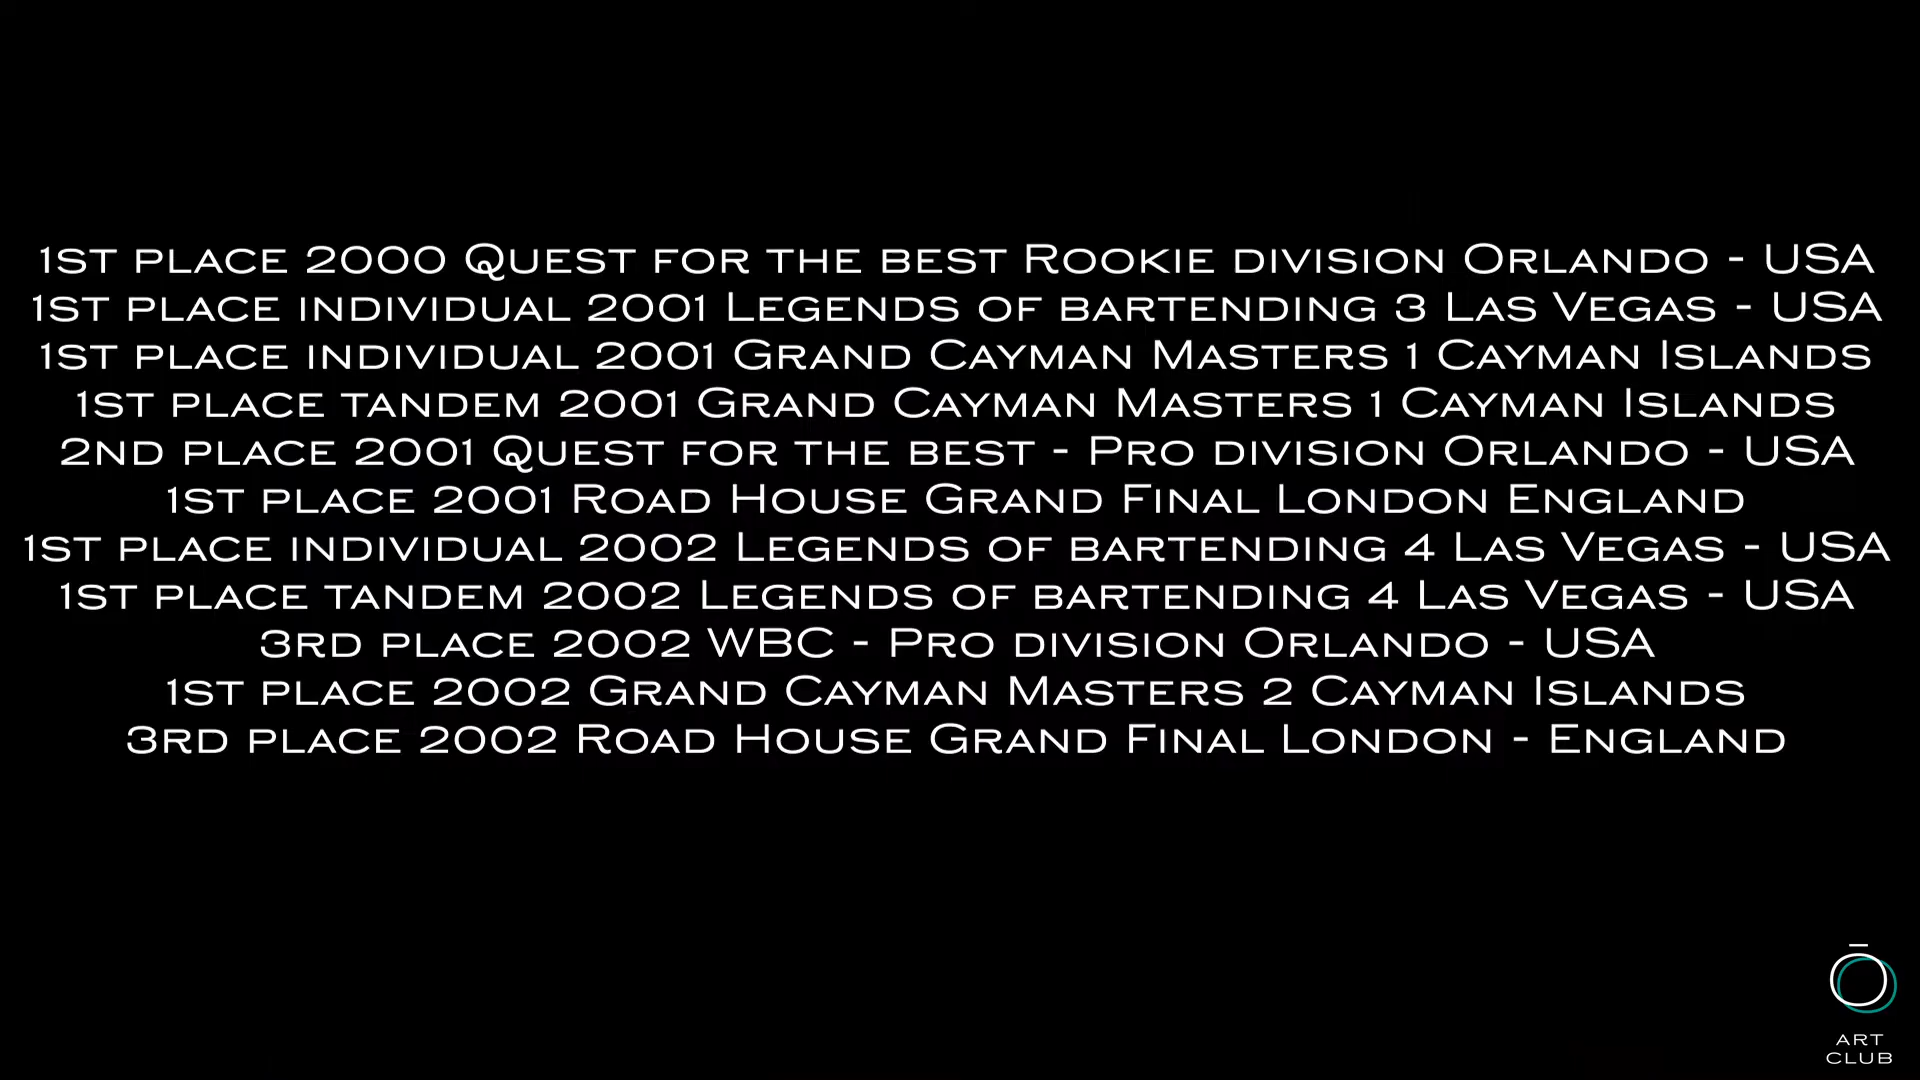 1st place 2000 Quest for the best Rookie division Orlando - USA
1st place individual 2001 Legends of bartending 3 Las Vegas - USA
1st place individual 2001 Grand Cayman Masters 1 Cayman Islands
1st place tandem 2001 Grand Cayman Masters 1 Cayman Islands
2nd place 2001 Quest for the best - Pro division Orlando - USA
1st place 2001 Road House Grand Final London England
1st place individual 2002 Legends of bartending 4 Las Vegas - USA
1st place tandem 2002 Legends of bartending 4 Las Vegas - USA
3rd place 2002 WBC - Pro division Orlando - USA
1st place 2002 Grand Cayman Masters 2 Cayman Islands
3rd place 2002 Road House Grand Final London - England
Ō
ART
CLUB